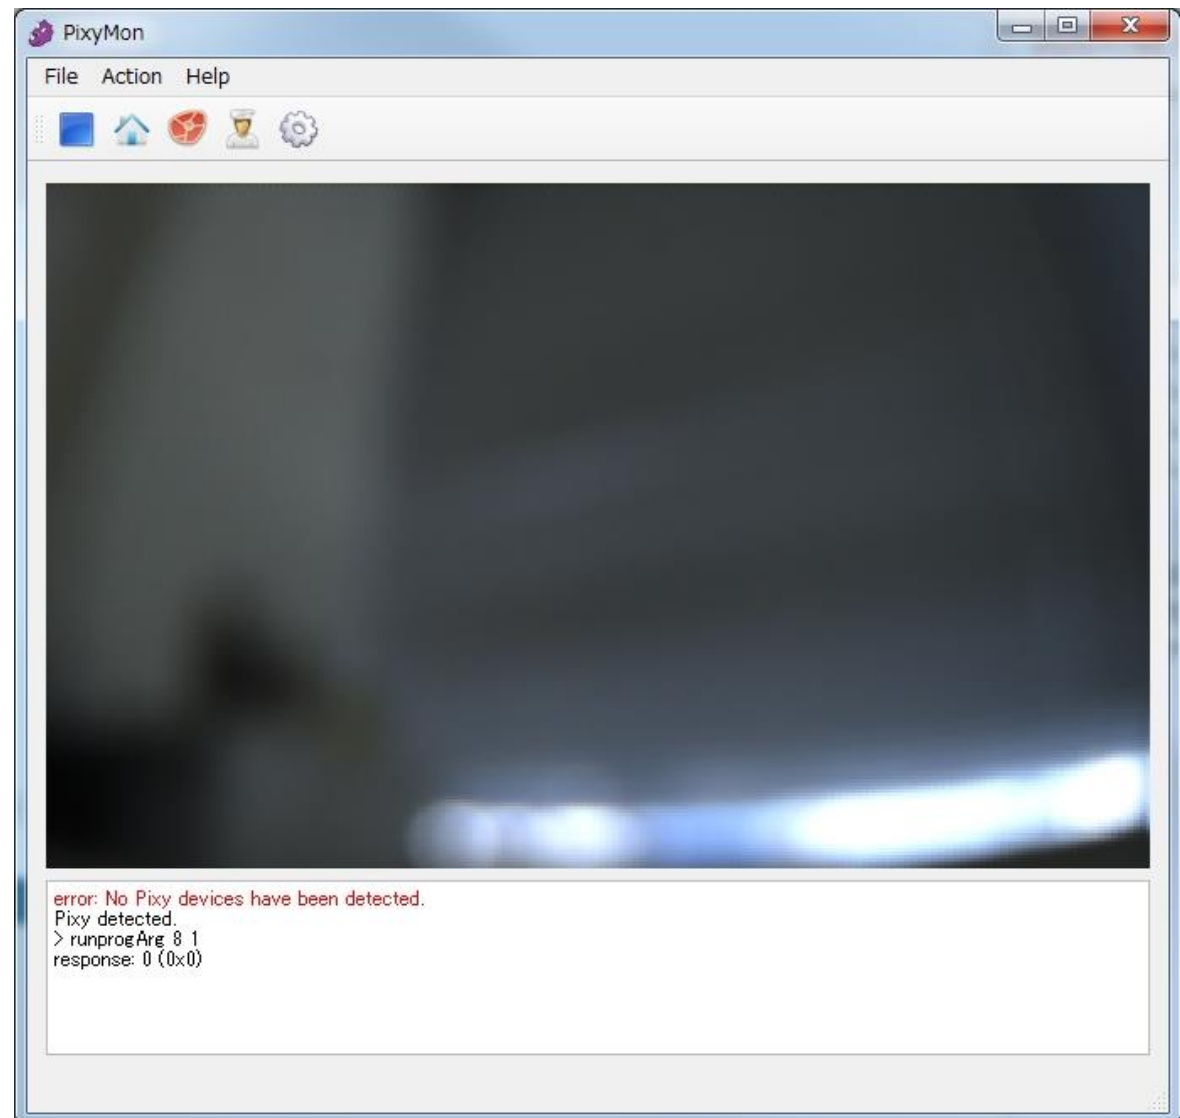 PixyMon
File Action Help
error: No Pixy devices have been detected.
Pixy detected.
> runprogArg 8 1
response: 0 (0x0)